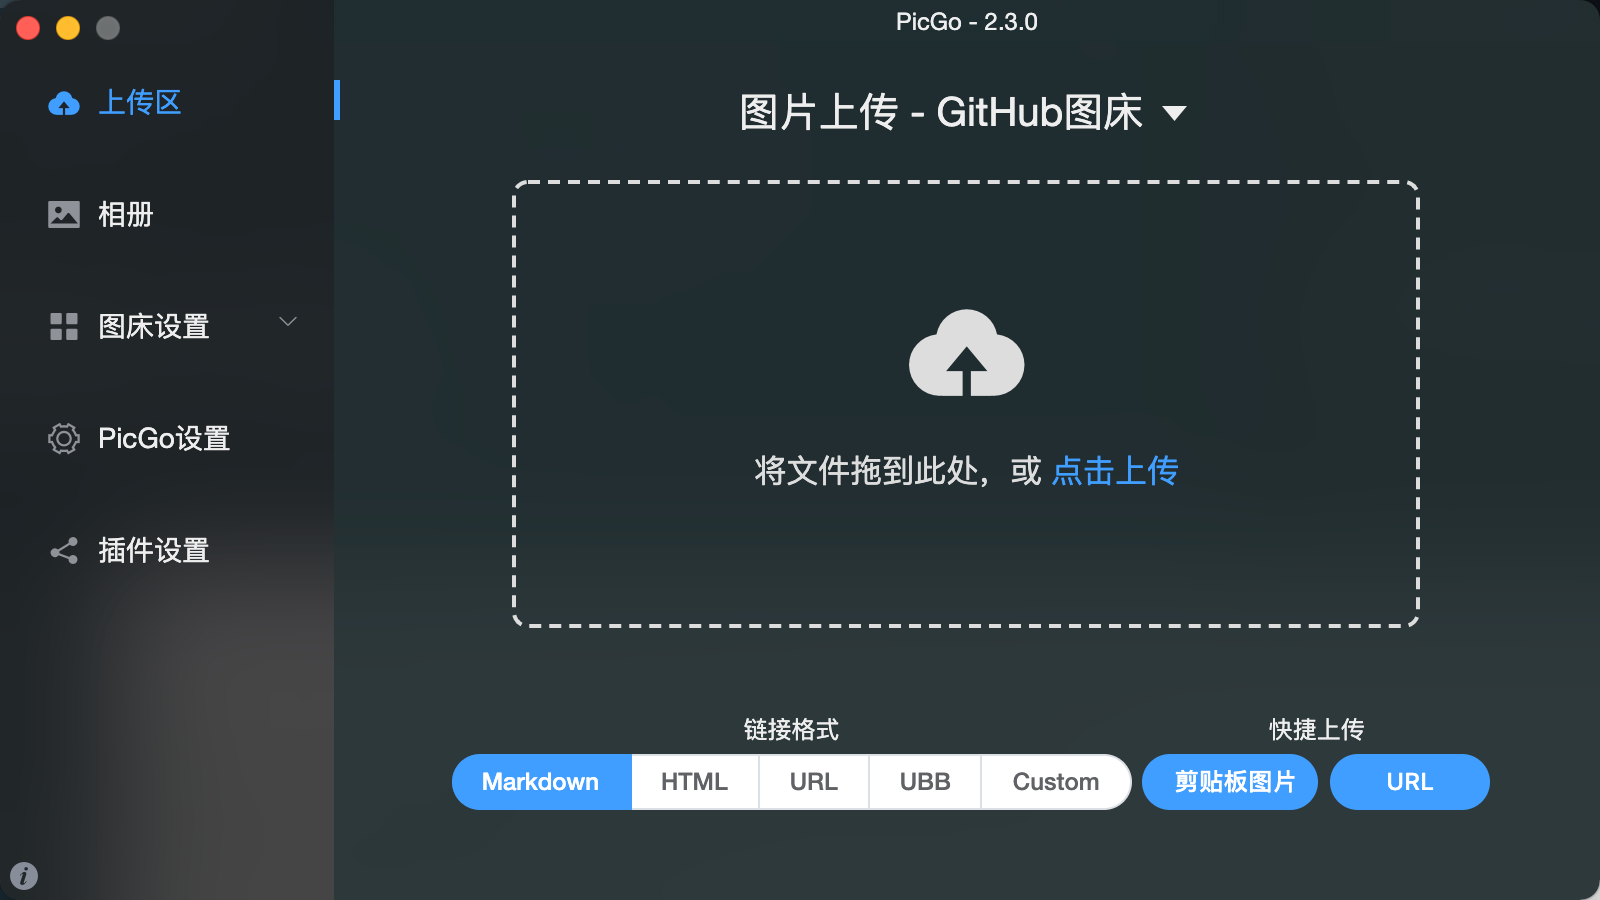 PicGo - 2.3.0
上传区
相册
图床设置
PicGo设置
插件设置
图片上传 - GitHub图床
将文件拖到此处，或 点击上传
链接格式
Markdown HTML URL UBB Custom
快捷上传
剪贴板图片 URL
i